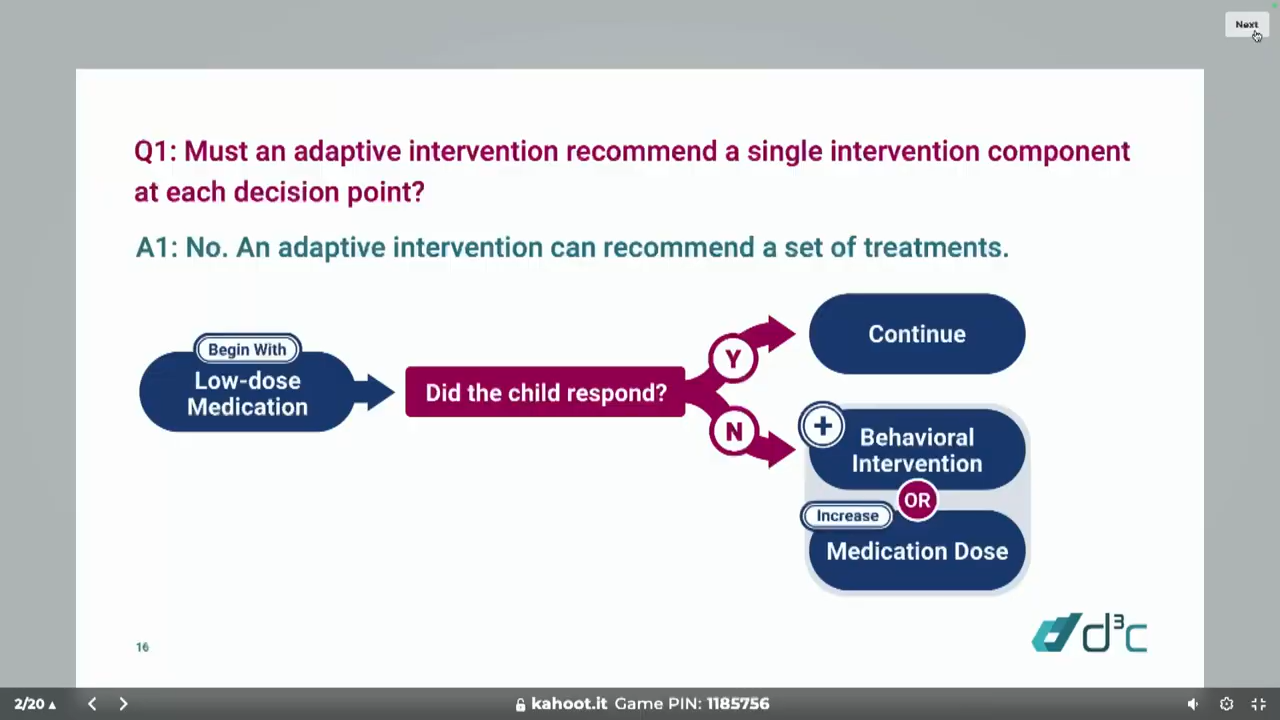 Next
Q1: Must an adaptive intervention recommend a single intervention component
at each decision point?
A1: No. An adaptive intervention can recommend a set of treatments.
Begin With
Low-dose
Medication
Did the child respond?
Y
N
Continue
+
Behavioral
Intervention
OR
Increase
Medication Dose
16
d³c
2/20
kahoot.it Game PIN: 1185756